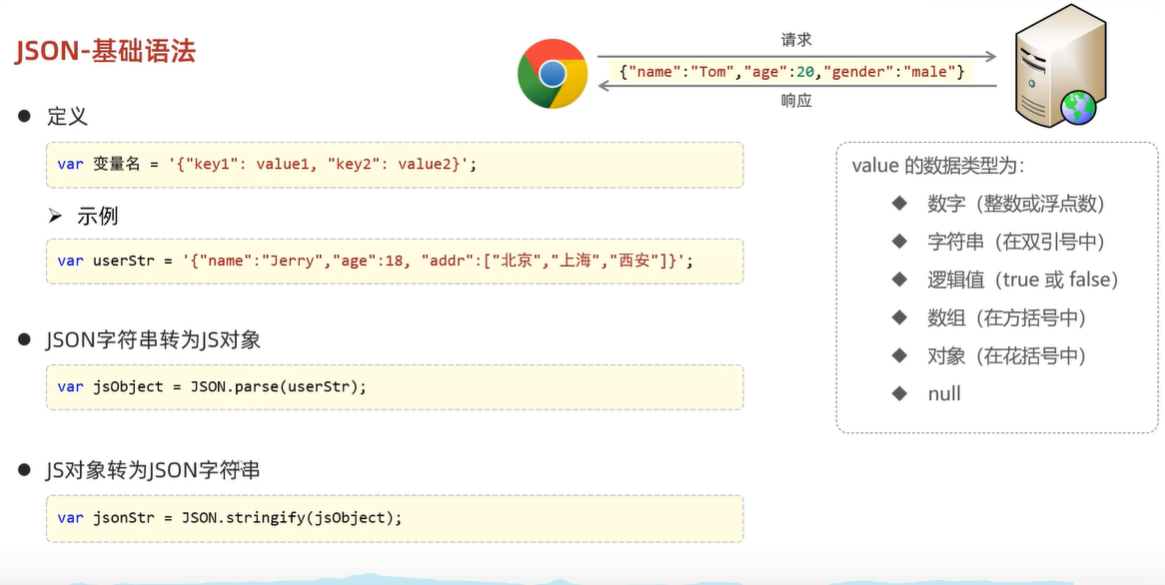 JSON-基础语法
请求
{"name":"Tom","age":20,"gender":"male"}
响应
● 定义
var 变量名 = '{"key1": value1, "key2": value2}';
➢ 示例
var userStr = '{"name":"Jerry","age":18, "addr":["北京","上海","西安"]}';
● JSON字符串转为JS对象
var jsObject = JSON.parse(userStr);
● JS对象转为JSON字符串
var jsonStr = JSON.stringify(jsObject);
value 的数据类型为：
◆ 数字（整数或浮点数）
◆ 字符串（在双引号中）
◆ 逻辑值（true 或 false）
◆ 数组（在方括号中）
◆ 对象（在花括号中）
◆ null